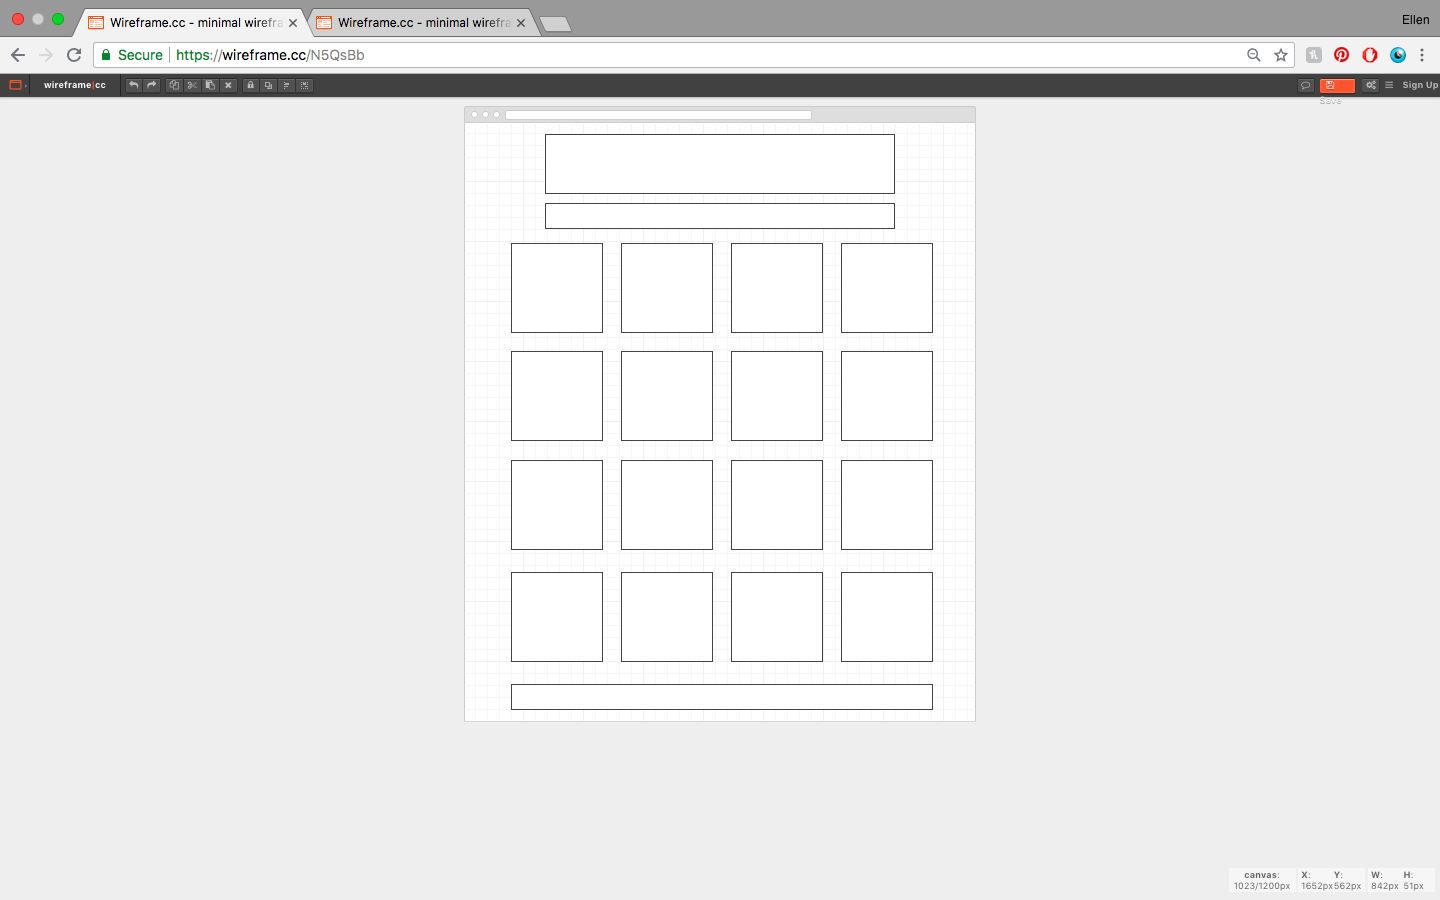 Wireframe.cc - minimal wirefra
Wireframe.cc - minimal wirefra
Ellen
Secure
https://wireframe.cc/N5QsBb
wireframe|cc
Save
Sign Up
canvas: X: Y: W: H:
1023/1200px 1652px 562px 842px 51px